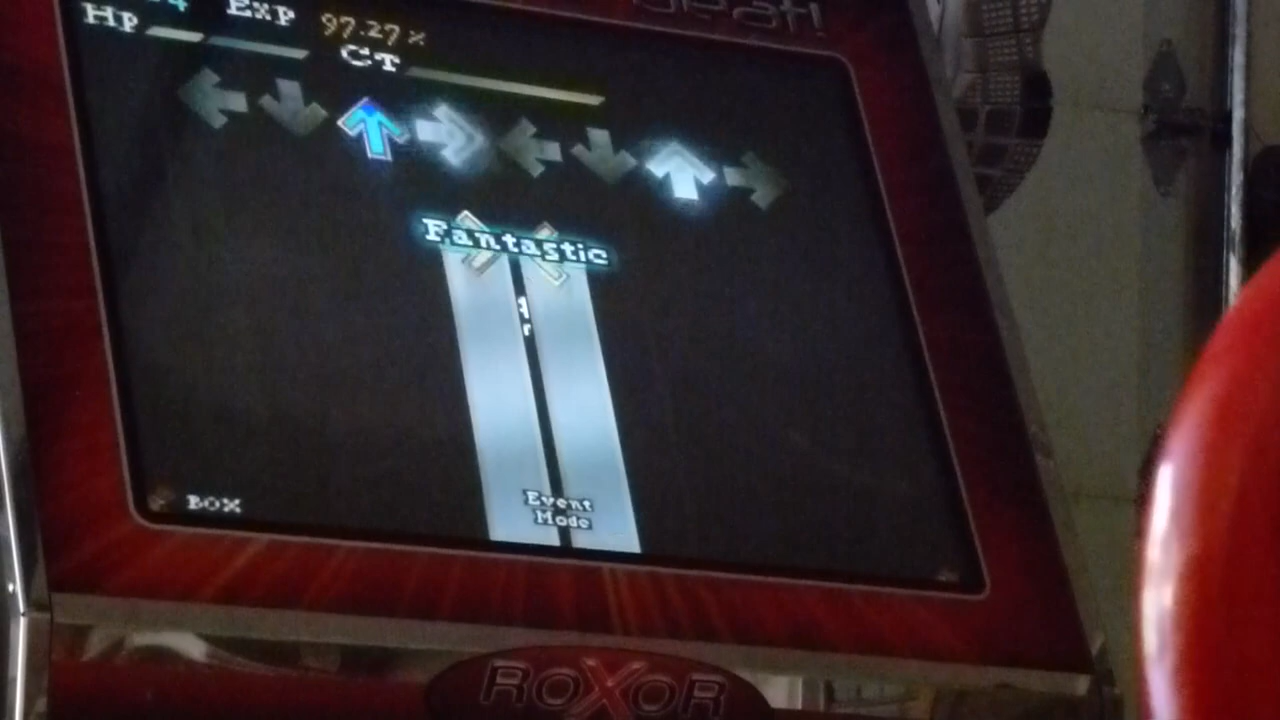 Exp
97.27%
Hp
CT
Fantastic
BOX
Event
Mode
ROXOR